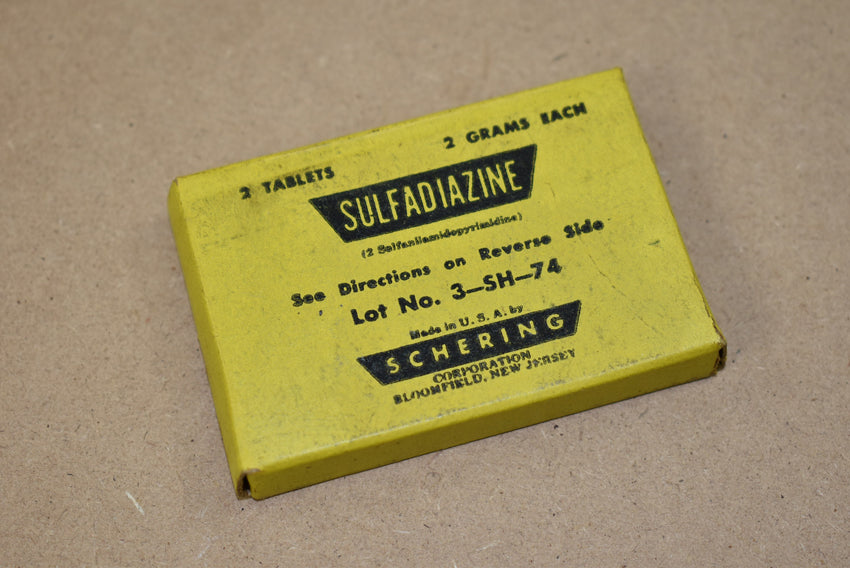 2 TABLETS 2 GRAMS EACH
SULFADIAZINE
(2 Sulfanilamidopyrimidine)
See Directions on Reverse Side
Lot No. 3-SH-74
Made in U. S. A. by
SCHERING
CORPORATION
BLOOMFIELD, NEW JERSEY